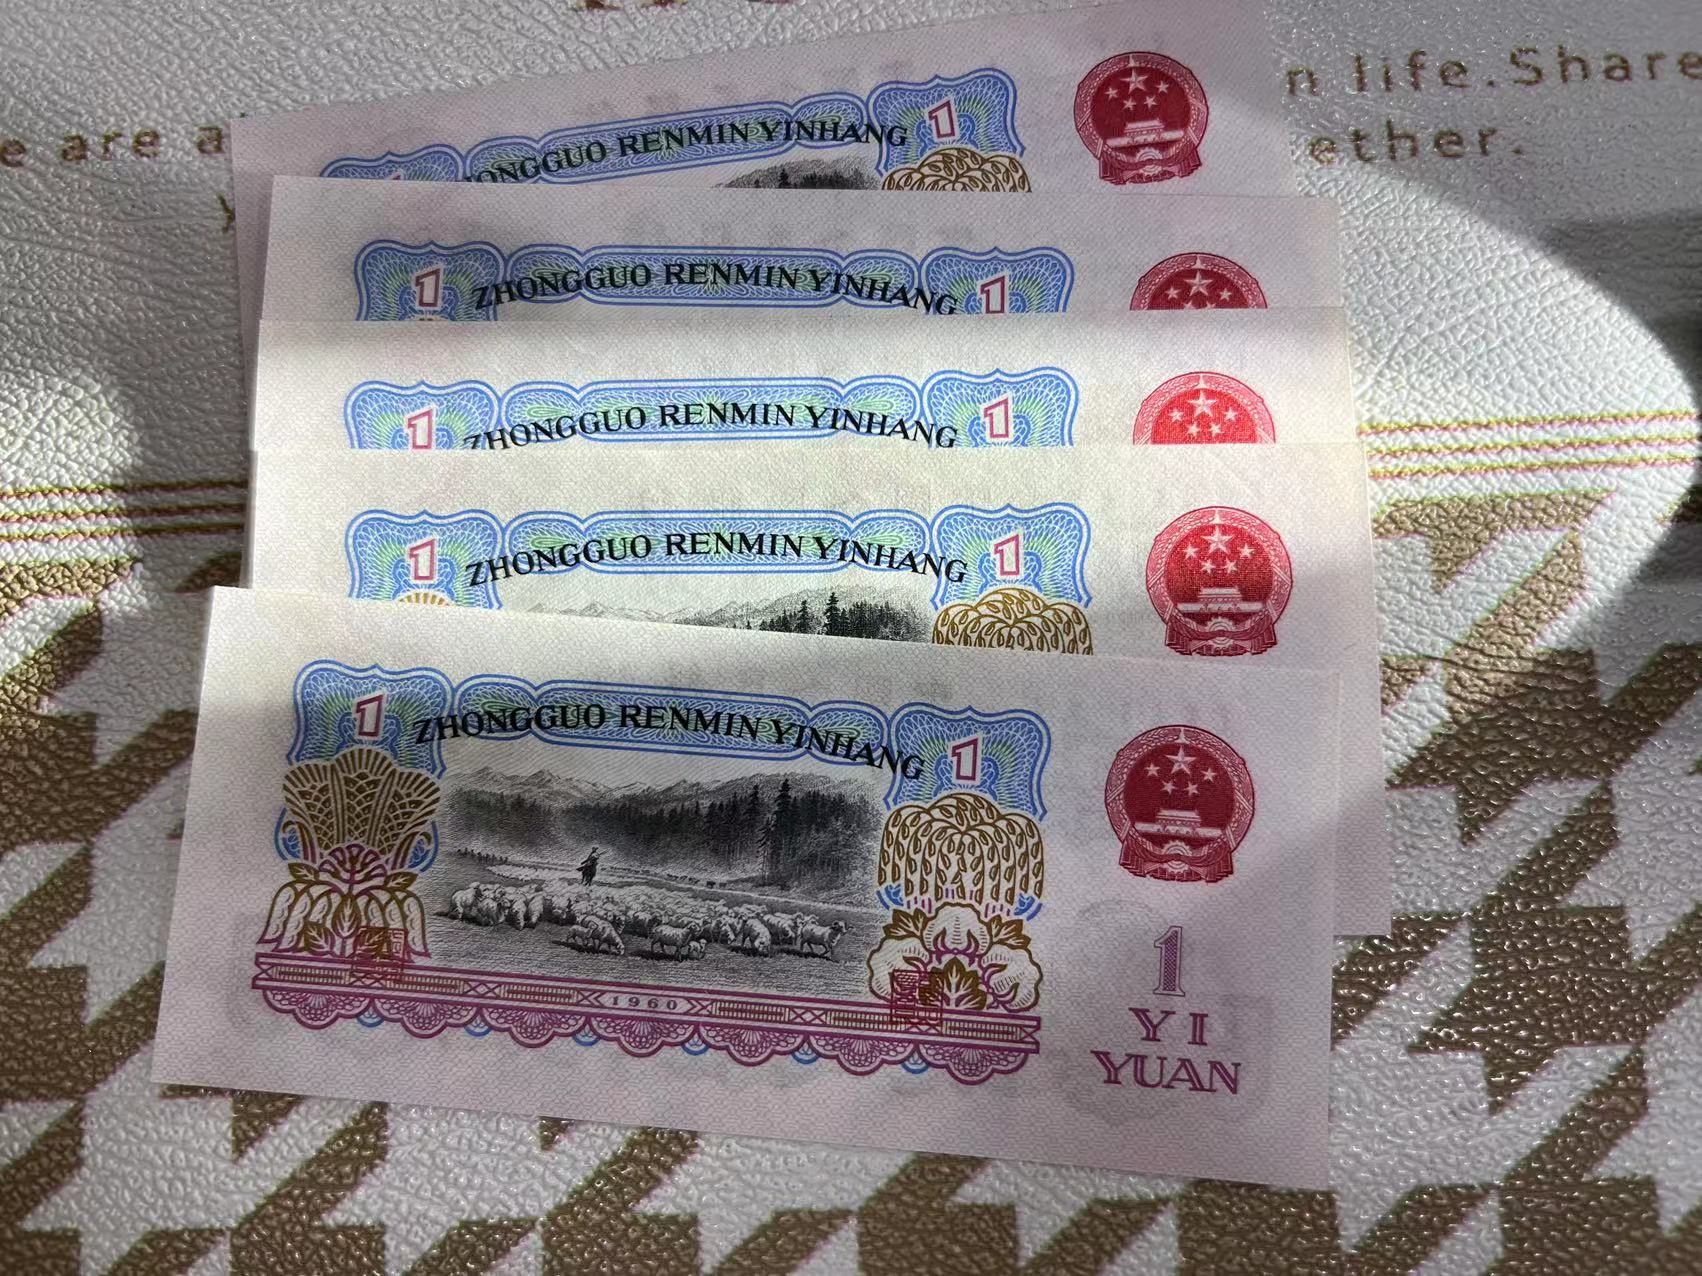 n life.Share
e are a
ether.
ONGGUO RENMIN YINHANG
1
1
ZHONGGUO RENMIN YINHANG
1
1
ZHONGGUO RENMIN YINHANG
1
1
ZHONGGUO RENMIN YINHANG
1
1
ZHONGGUO RENMIN YINHANG
1
1960
1
YI
YUAN